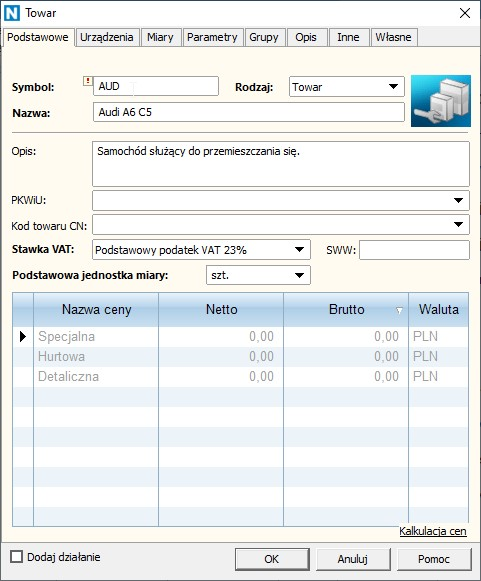 N Towar
Podstawowe Urządzenia Miary Parametry Grupy Opis Inne Własne
Symbol: ! AUD Rodzaj: Towar
Nazwa: Audi A6 C5
Opis: Samochód służący do przemieszczania się.
PKWiU:
Kod towaru CN:
Stawka VAT: Podstawowy podatek VAT 23% SWW:
Podstawowa jednostka miary: szt.
Nazwa ceny Netto Brutto Waluta
Specjalna 0,00 0,00 PLN
Hurtowa 0,00 0,00 PLN
Detaliczna 0,00 0,00 PLN
Kalkulacja cen
Dodaj działanie OK Anuluj Pomoc